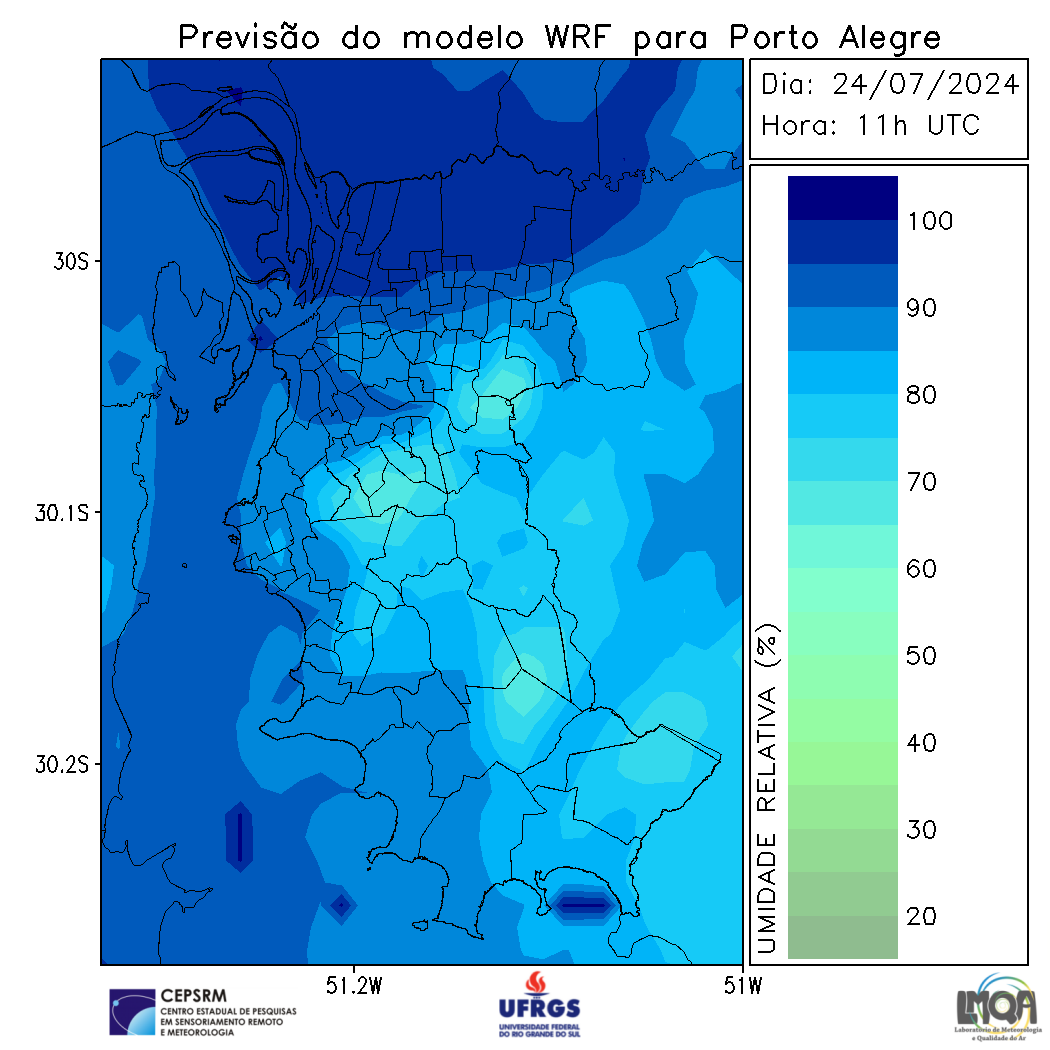 Previsão do modelo WRF para Porto Alegre
Dia: 24/07/2024
Hora: 11h UTC
30S
30.1S
30.2S
51.2W
51W
UMIDADE RELATIVA (%)
100
90
80
70
60
50
40
30
20
CEPSRM
CENTRO ESTADUAL DE PESQUISAS
EM SENSORIAMENTO REMOTO
E METEOROLOGIA
UFRGS
UNIVERSIDADE FEDERAL
DO RIO GRANDE DO SUL
LMQA
Laboratório de Meteorologia
e Qualidade do Ar